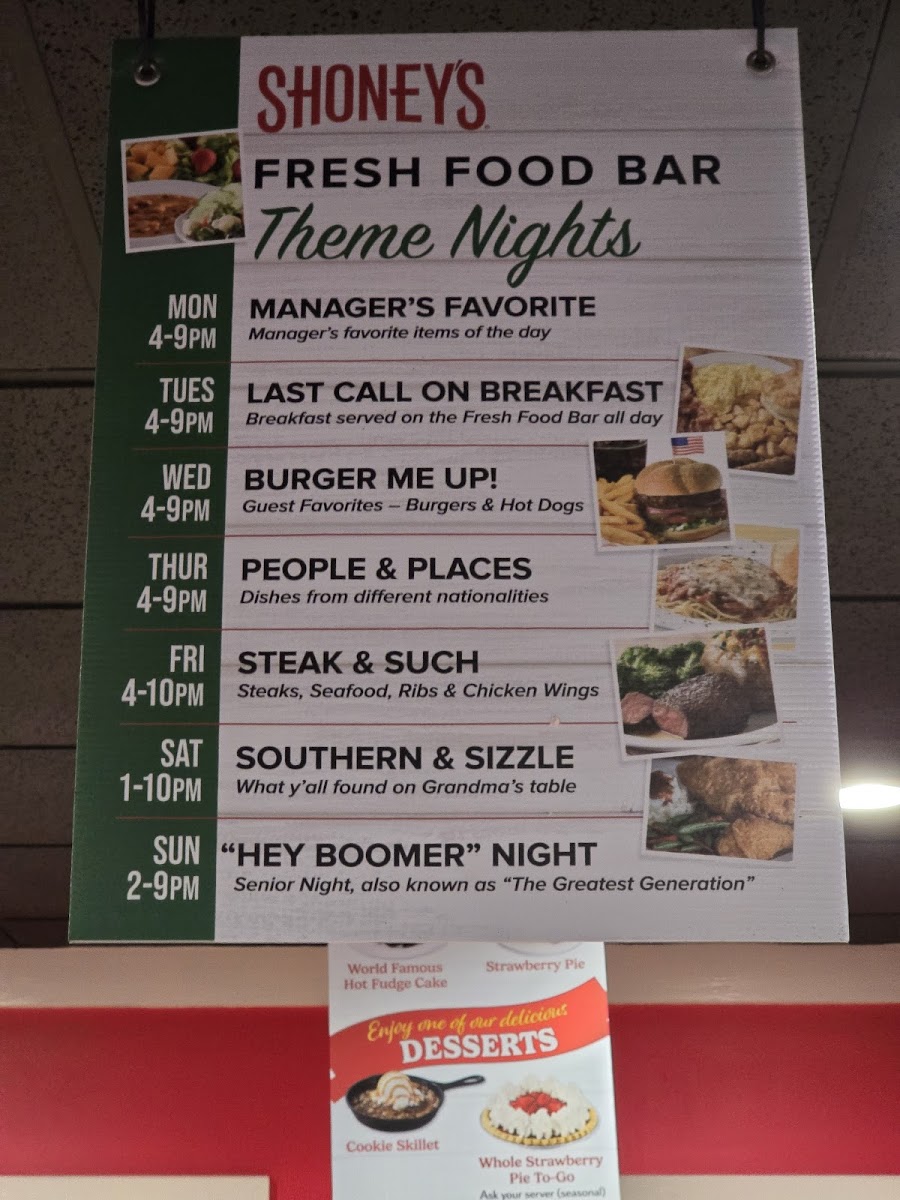 SHONEY'S
FRESH FOOD BAR
Theme Nights
MON
4-9PM
MANAGER'S FAVORITE
Manager's favorite items of the day
TUES
4-9PM
LAST CALL ON BREAKFAST
Breakfast served on the Fresh Food Bar all day
WED
4-9PM
BURGER ME UP!
Guest Favorites – Burgers & Hot Dogs
THUR
4-9PM
PEOPLE & PLACES
Dishes from different nationalities
FRI
4-10PM
STEAK & SUCH
Steaks, Seafood, Ribs & Chicken Wings
SAT
1-10PM
SOUTHERN & SIZZLE
What y'all found on Grandma's table
SUN
2-9PM
“HEY BOOMER” NIGHT
Senior Night, also known as “The Greatest Generation”
World Famous
Hot Fudge Cake
Strawberry Pie
Enjoy one of our delicious
DESSERTS
Cookie Skillet
Whole Strawberry
Pie To-Go
Ask your server (seasonal)